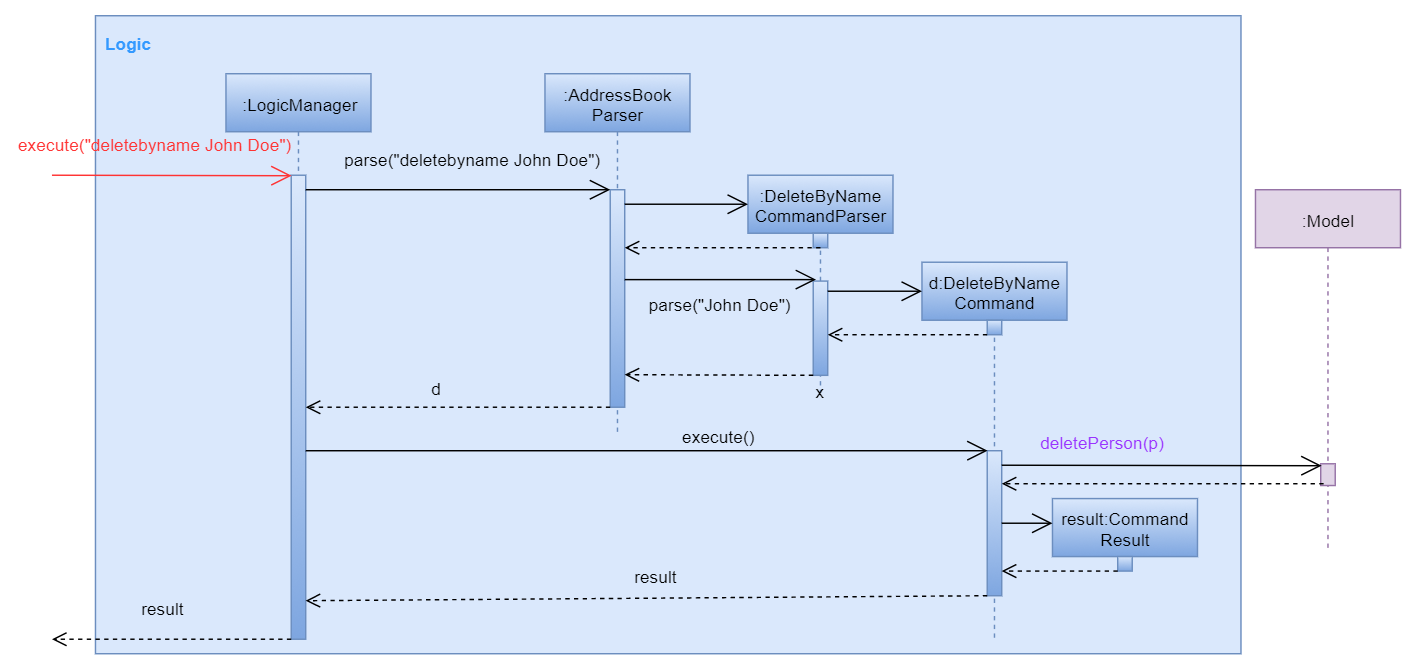 Logic
:LogicManager
:AddressBook
Parser
execute("deletebyname John Doe")
parse("deletebyname John Doe")
:DeleteByName
CommandParser
:Model
d:DeleteByName
Command
parse("John Doe")
d
x
execute()
deletePerson(p)
result:Command
Result
result
result